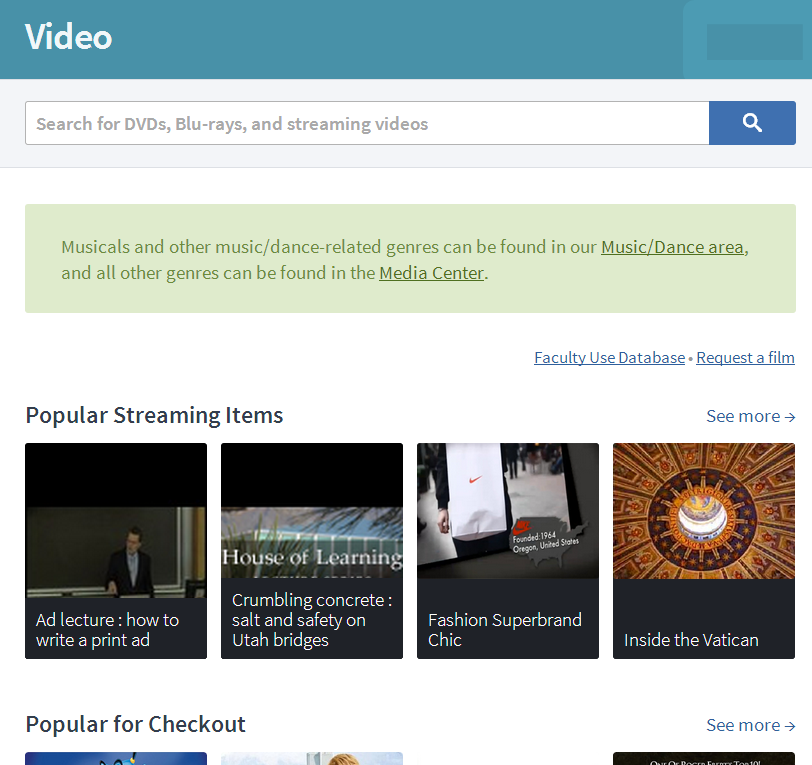 Video
Search for DVDs, Blu-rays, and streaming videos
Musicals and other music/dance-related genres can be found in our Music/Dance area,
and all other genres can be found in the Media Center.
Faculty Use Database • Request a film
Popular Streaming Items
See more →
House of Learning
Founded:1964
Oregon, United States
Ad lecture : how to
write a print ad
Crumbling concrete :
salt and safety on
Utah bridges
Fashion Superbrand
Chic
Inside the Vatican
Popular for Checkout
See more →